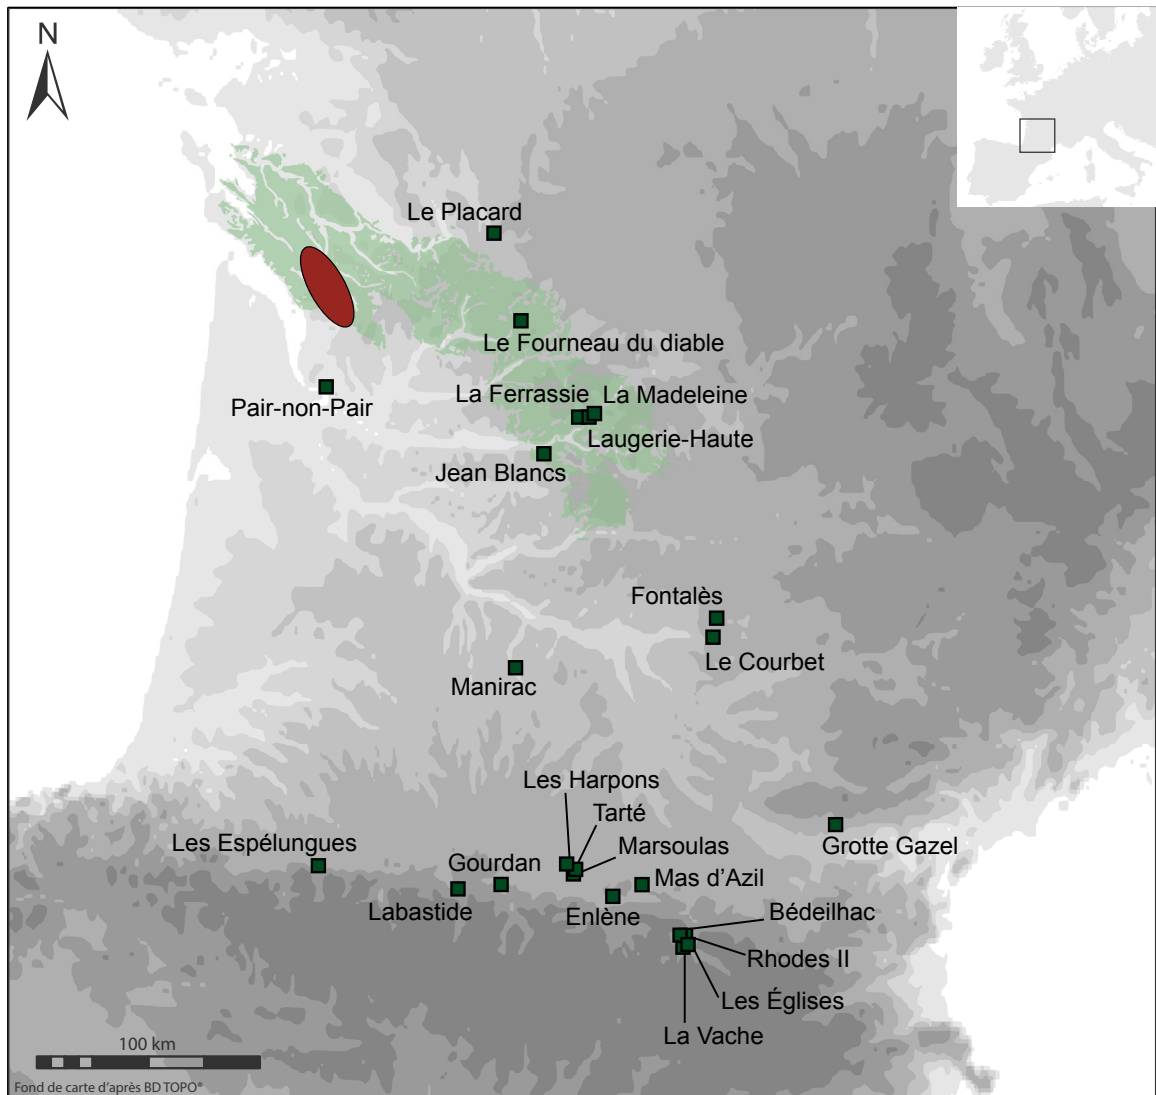 N
Le Placard
Le Fourneau du diable
La Ferrassie
La Madeleine
Pair-non-Pair
Laugerie-Haute
Jean Blancs
Fontalès
Le Courbet
Manirac
Les Harpons
Tarté
Les Espélungues
Marsoulas
Grotte Gazel
Gourdan
Mas d'Azil
Labastide
Enlène
Bédeilhac
Rhodes II
Les Églises
La Vache
100 km
Fond de carte d'après BD TOPO®